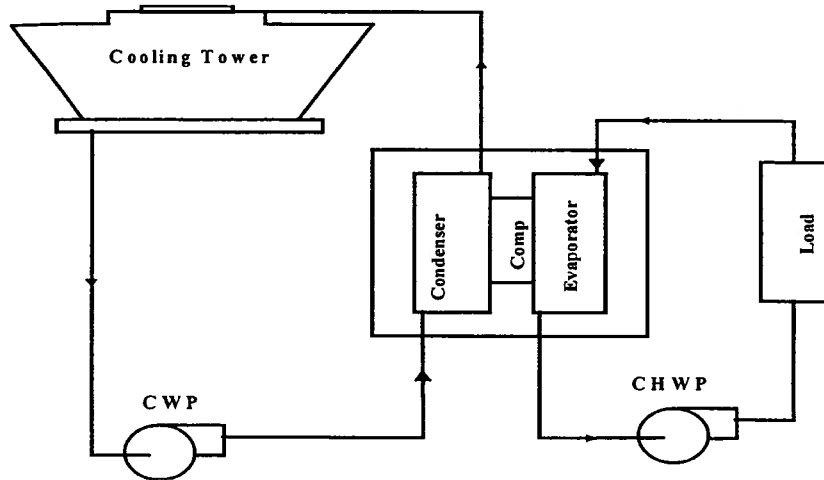 Cooling Tower
Condenser
Comp
Evaporator
Load
CWP
CHWP